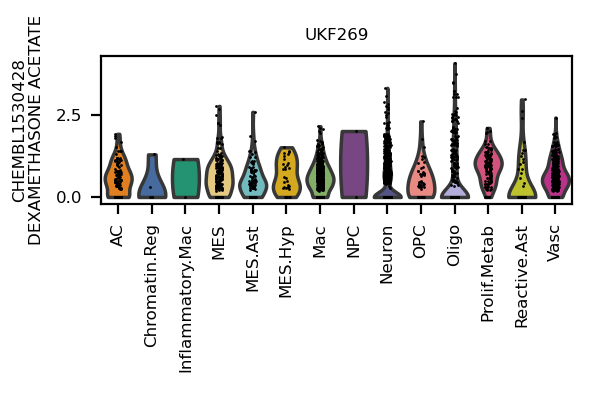 UKF269
CHEMBL1530428
DEXAMETHASONE ACETATE
2.5
0.0
AC
Chromatin.Reg
Inflammatory.Mac
MES
MES.Ast
MES.Hyp
Mac
NPC
Neuron
OPC
Oligo
Prolif.Metab
Reactive.Ast
Vasc